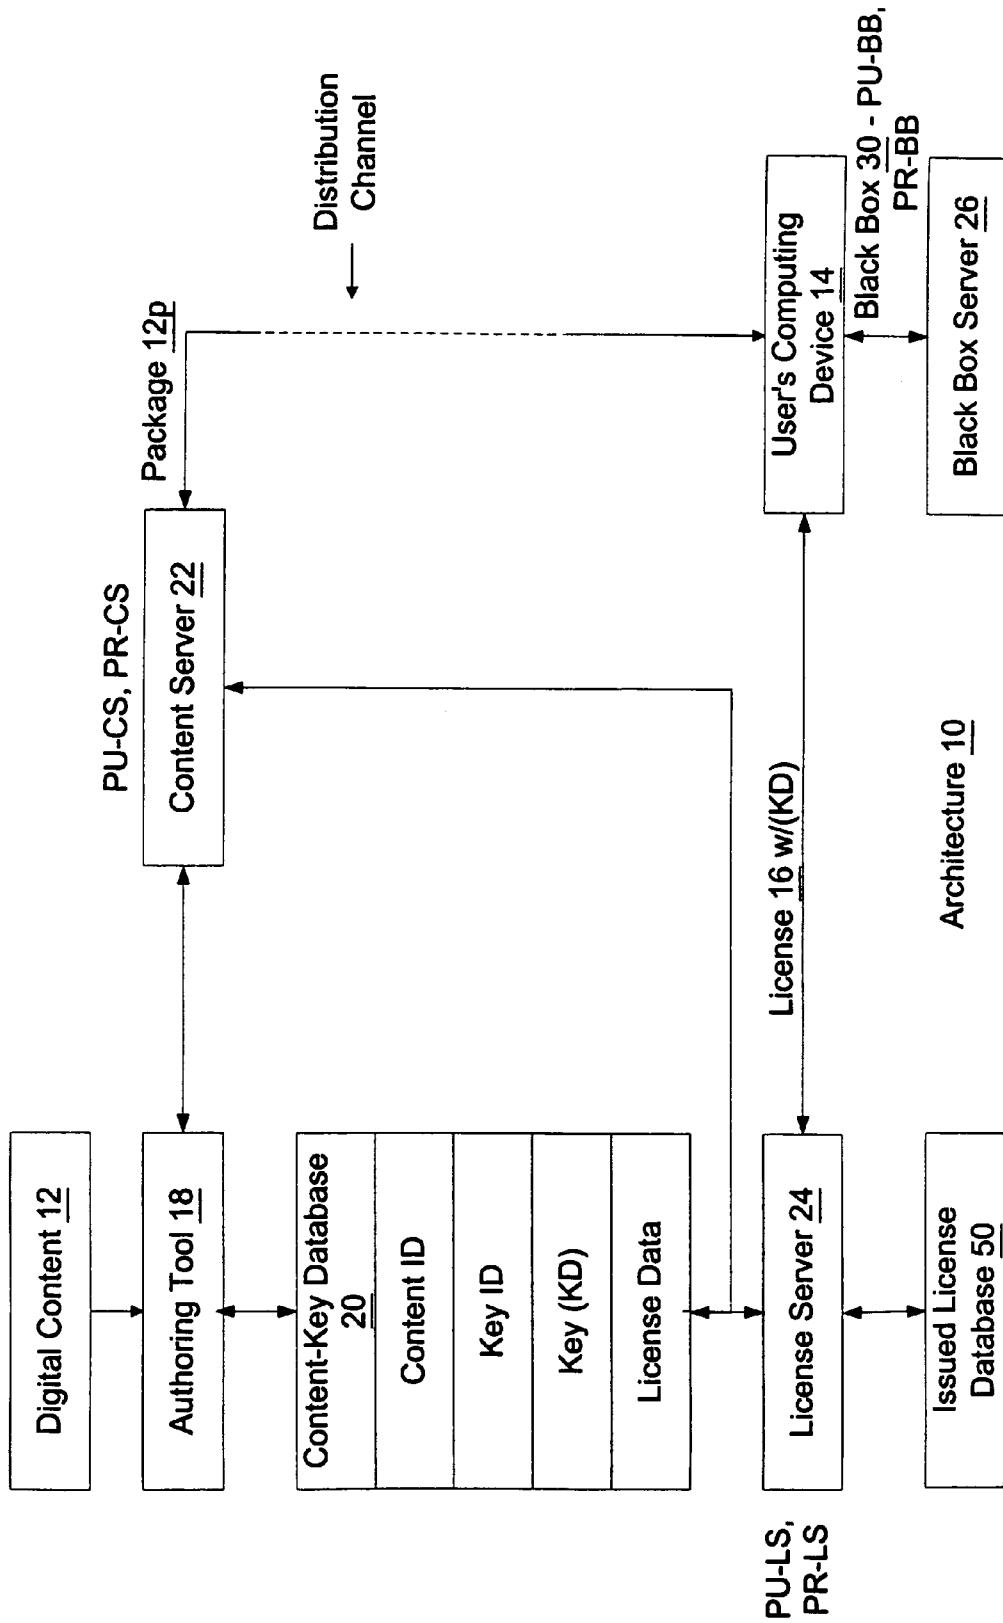 Digital Content 12
Authoring Tool 18
Content-Key Database
20
Content ID
Key ID
Key (KD)
License Data
PU-LS,
PR-LS
License Server 24
Issued License
Database 50
PU-CS, PR-CS
Content Server 22
Package 12p
Distribution
Channel
License 16 w/(KD)
User's Computing
Device 14
Black Box 30 - PU-BB,
PR-BB
Black Box Server 26
Architecture 10